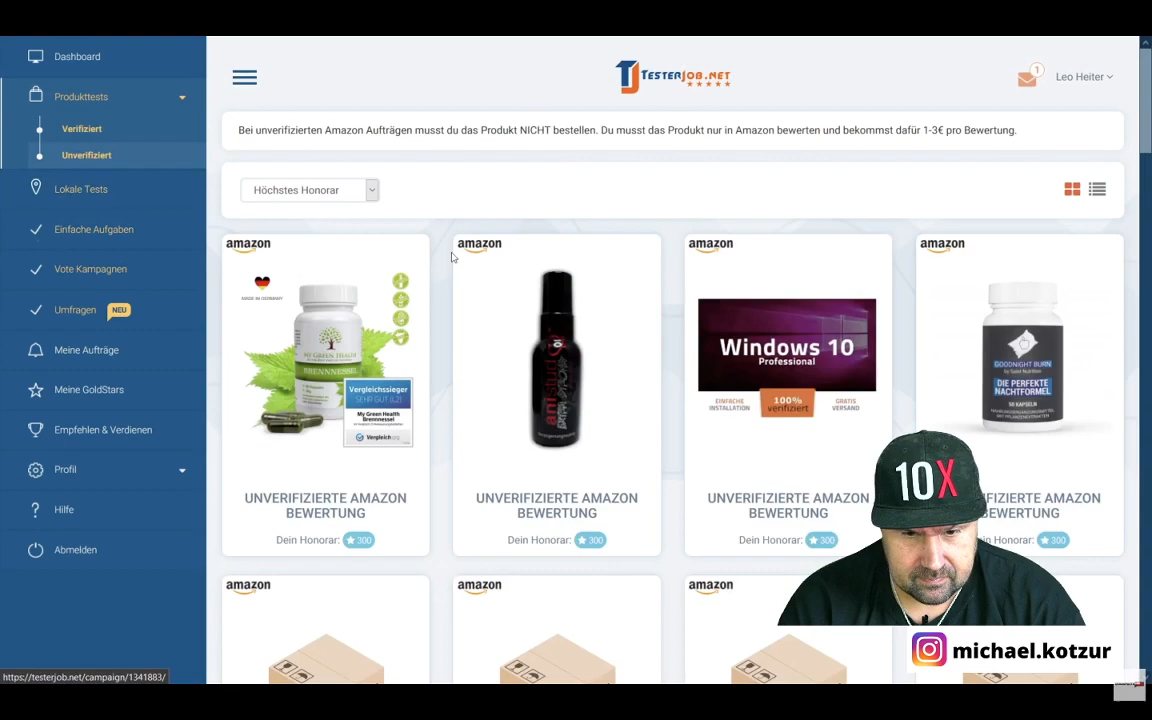 Dashboard
Produkttests
Verifiziert
Unverifiziert
Lokale Tests
Einfache Aufgaben
Vote Kampagnen
Umfragen NEU
Meine Aufträge
Meine GoldStars
Empfehlen & Verdienen
Profil
Hilfe
Abmelden
TESTERJOB.NET
1
Leo Heiter
Bei unverifizierten Amazon Aufträgen musst du das Produkt NICHT bestellen. Du musst das Produkt nur in Amazon bewerten und bekommst dafür 1-3€ pro Bewertung.
Höchstes Honorar
amazon
MADE IN GERMANY
MY GREEN HEALTH
BRENNNESSEL
Vergleichssieger
SEHR GUT (1,2)
My Green Health
Brennnessel
Vergleich.org
UNVERIFIZIERTE AMAZON
BEWERTUNG
Dein Honorar: 300
amazon
UNVERIFIZIERTE AMAZON
BEWERTUNG
Dein Honorar: 300
amazon
Windows 10
Professional
EINFACHE
INSTALLATION
100%
verifiziert
GRATIS
VERSAND
UNVERIFIZIERTE AMAZON
BEWERTUNG
Dein Honorar: 300
amazon
GOODNIGHT BURN
DIE PERFEKTE
NACHTFORMEL
IFIZIERTE AMAZON
BEWERTUNG
in Honorar: 300
amazon
amazon
amazon
10X
michael.kotzur
https://testerjob.net/campaign/1341883/